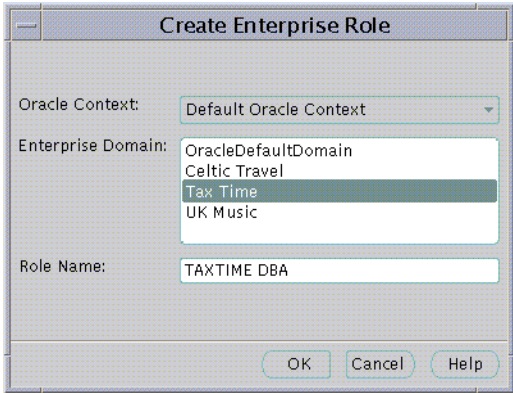 Create Enterprise Role
Oracle Context:
Default Oracle Context
Enterprise Domain:
OracleDefaultDomain
Celtic Travel
Tax Time
UK Music
Role Name:
TAXTIME DBA
OK
Cancel
Help